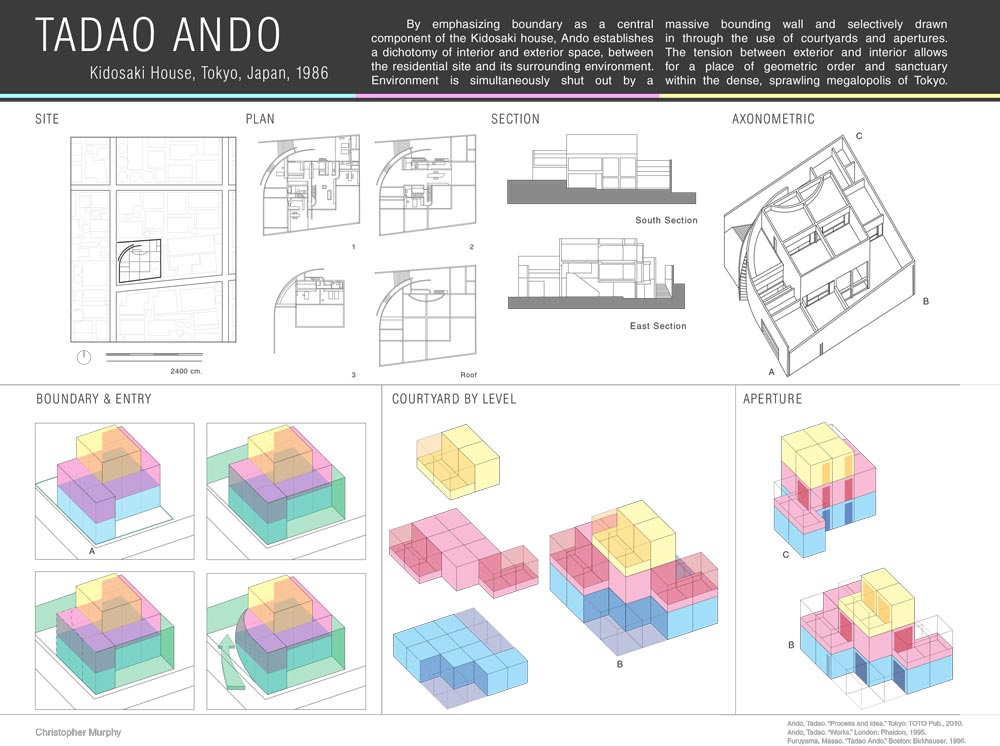 TADAO ANDO
Kidosaki House, Tokyo, Japan, 1986
By emphasizing boundary as a central
component of the Kidosaki house, Ando establishes
a dichotomy of interior and exterior space, between
the residential site and its surrounding environment.
Environment is simultaneously shut out by a
massive bounding wall and selectively drawn
in through the use of courtyards and apertures.
The tension between exterior and interior allows
for a place of geometric order and sanctuary
within the dense, sprawling megalopolis of Tokyo.
SITE
2400 cm.
PLAN
1
2
3
Roof
SECTION
South Section
East Section
AXONOMETRIC
C
B
A
BOUNDARY & ENTRY
A
COURTYARD BY LEVEL
B
APERTURE
C
B
Christopher Murphy
Ando, Tadao. "Process and Idea." Tokyo: TOTO Pub., 2010.
Ando, Tadao. "Works." London: Phaidon, 1995.
Furuyama, Masao. "Tadao Ando." Boston: Birkhauser, 1996.